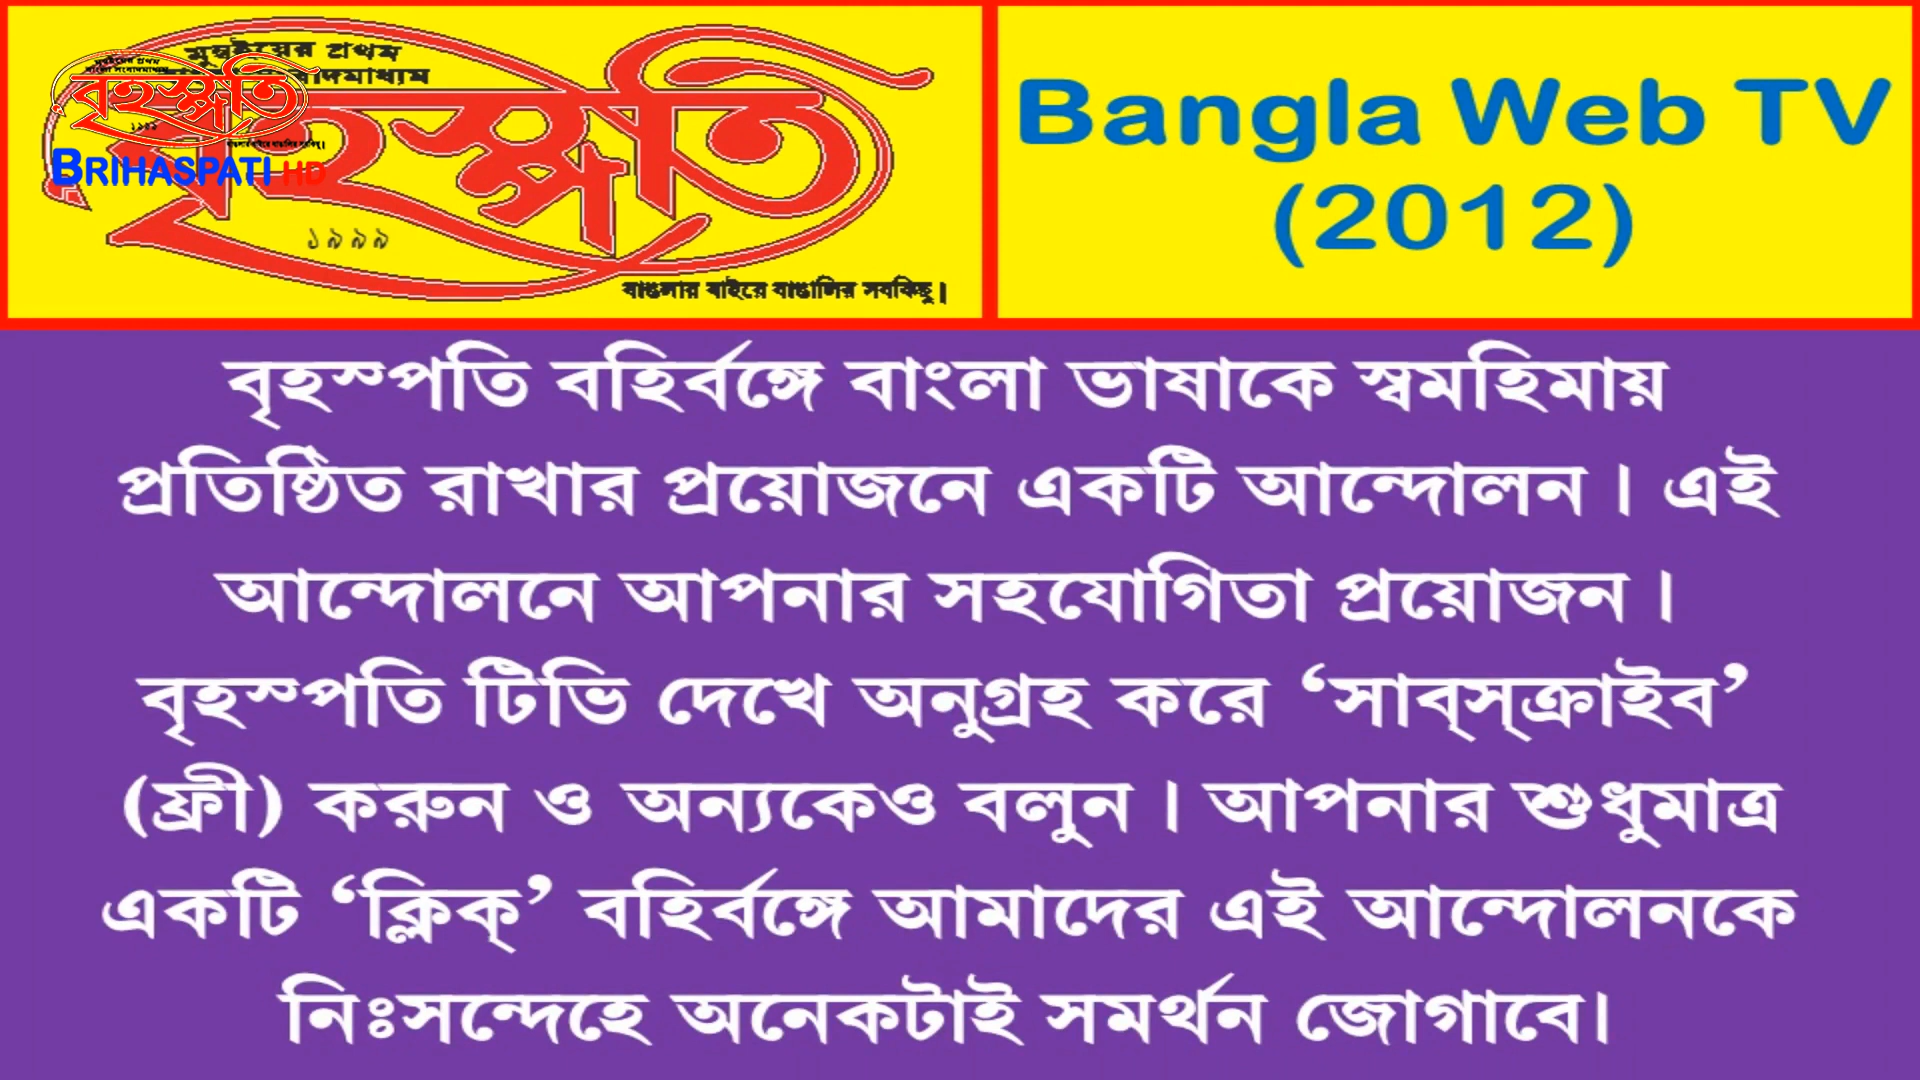 মুম্বইয়ের প্রথম
বৃহস্পতি
১৯৯৯
বাঙলার বাইরে বাঙালির সবকিছু।
বৃহস্পতি
BRIHASPATI HD
Bangla Web TV
(2012)
বৃহস্পতি বহির্বঙ্গে বাংলা ভাষাকে স্বমহিমায়
প্রতিষ্ঠিত রাখার প্রয়োজনে একটি আন্দোলন। এই
আন্দোলনে আপনার সহযোগিতা প্রয়োজন।
বৃহস্পতি টিভি দেখে অনুগ্রহ করে ‘সাব্‌স্‌ক্রাইব’
(ফ্রী) করুন ও অন্যকেও বলুন। আপনার শুধুমাত্র
একটি ‘ক্লিক্’ বহির্বঙ্গে আমাদের এই আন্দোলনকে
নিঃসন্দেহে অনেকটাই সমর্থন জোগাবে।